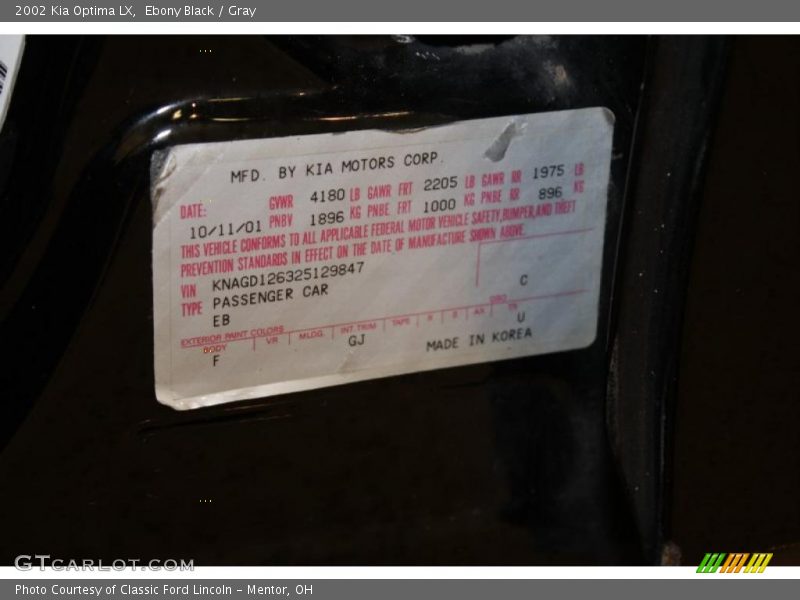 2002 Kia Optima LX,  Ebony Black / Gray
MFD. BY KIA MOTORS CORP.
DATE: GVWR 4180 LB GAWR FRT 2205 LB GAWR RR 1975 LB
10/11/01 PNBV 1896 KG PNBE FRT 1000 KG PNBE RR 896 KG
THIS VEHICLE CONFORMS TO ALL APPLICABLE FEDERAL MOTOR VEHICLE SAFETY,BUMPER,AND THEFT
PREVENTION STANDARDS IN EFFECT ON THE DATE OF MANUFACTURE SHOWN ABOVE.
VIN KNAGD126325129847
TYPE PASSENGER CAR C
EB
EXTERIOR PAINT COLORS
BODY VR MLDG. INT TRIM TAPE R S AX TR
F GJ U
MADE IN KOREA
GTCARLOT.COM
Photo Courtesy of Classic Ford Lincoln - Mentor, OH